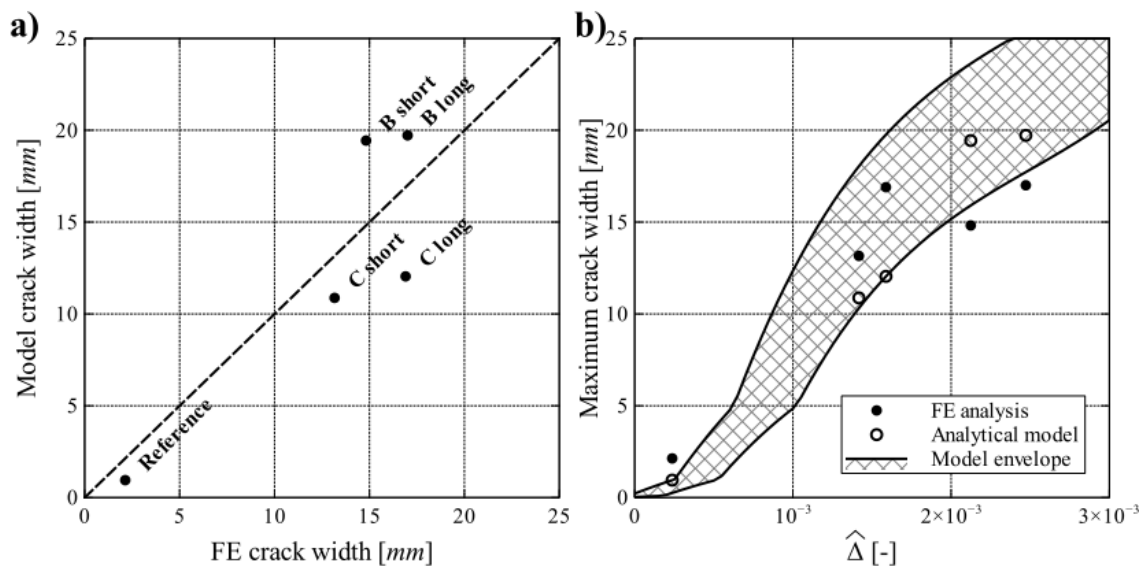 a)
25
20
15
10
5
0
Model crack width [mm]
B short
B long
C short
C long
Reference
0 5 10 15 20 25
FE crack width [mm]
b)
25
20
15
10
5
0
Maximum crack width [mm]
FE analysis
Analytical model
Model envelope
0 10⁻³ 2×10⁻³ 3×10⁻³
Δ̂ [-]